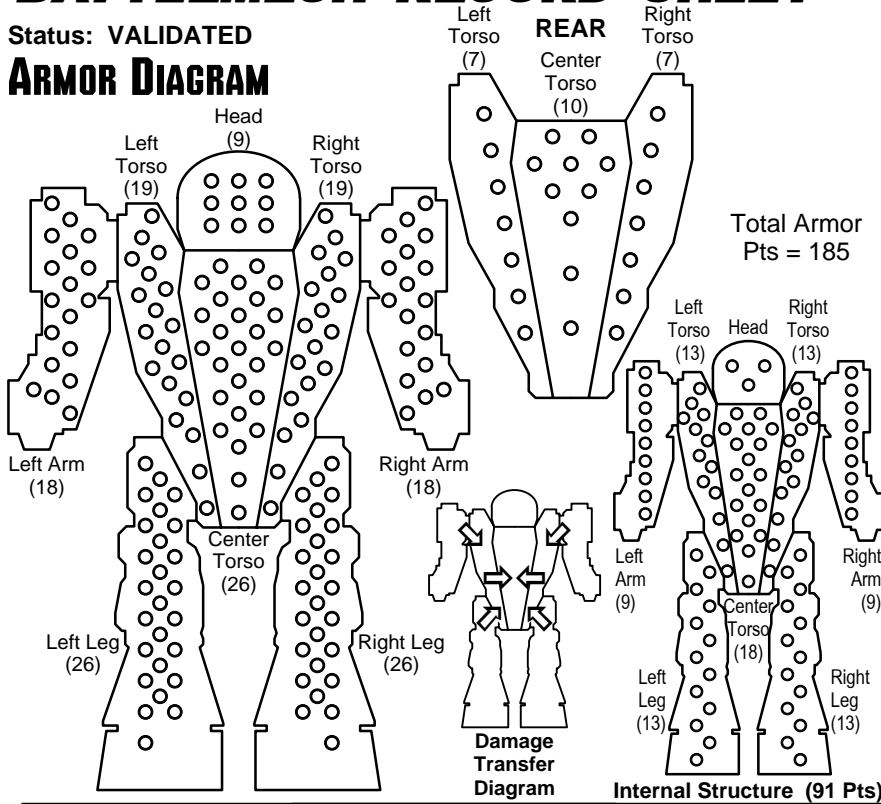 BATTLEMECH RECORD SHEET
Status: VALIDATED
ARMOR DIAGRAM
REAR
Left
Torso
(7)
Center
Torso
(10)
Right
Torso
(7)
Head
(9)
Left
Torso
(19)
Right
Torso
(19)
Left Arm
(18)
Right Arm
(18)
Center
Torso
(26)
Left Leg
(26)
Right Leg
(26)
Total Armor
Pts = 185
Left
Torso
(13)
Head
Right
Torso
(13)
Left
Arm
(9)
Right
Arm
(9)
Center
Torso
(18)
Left
Leg
(13)
Right
Leg
(13)
Damage
Transfer
Diagram
Internal Structure (91 Pts)